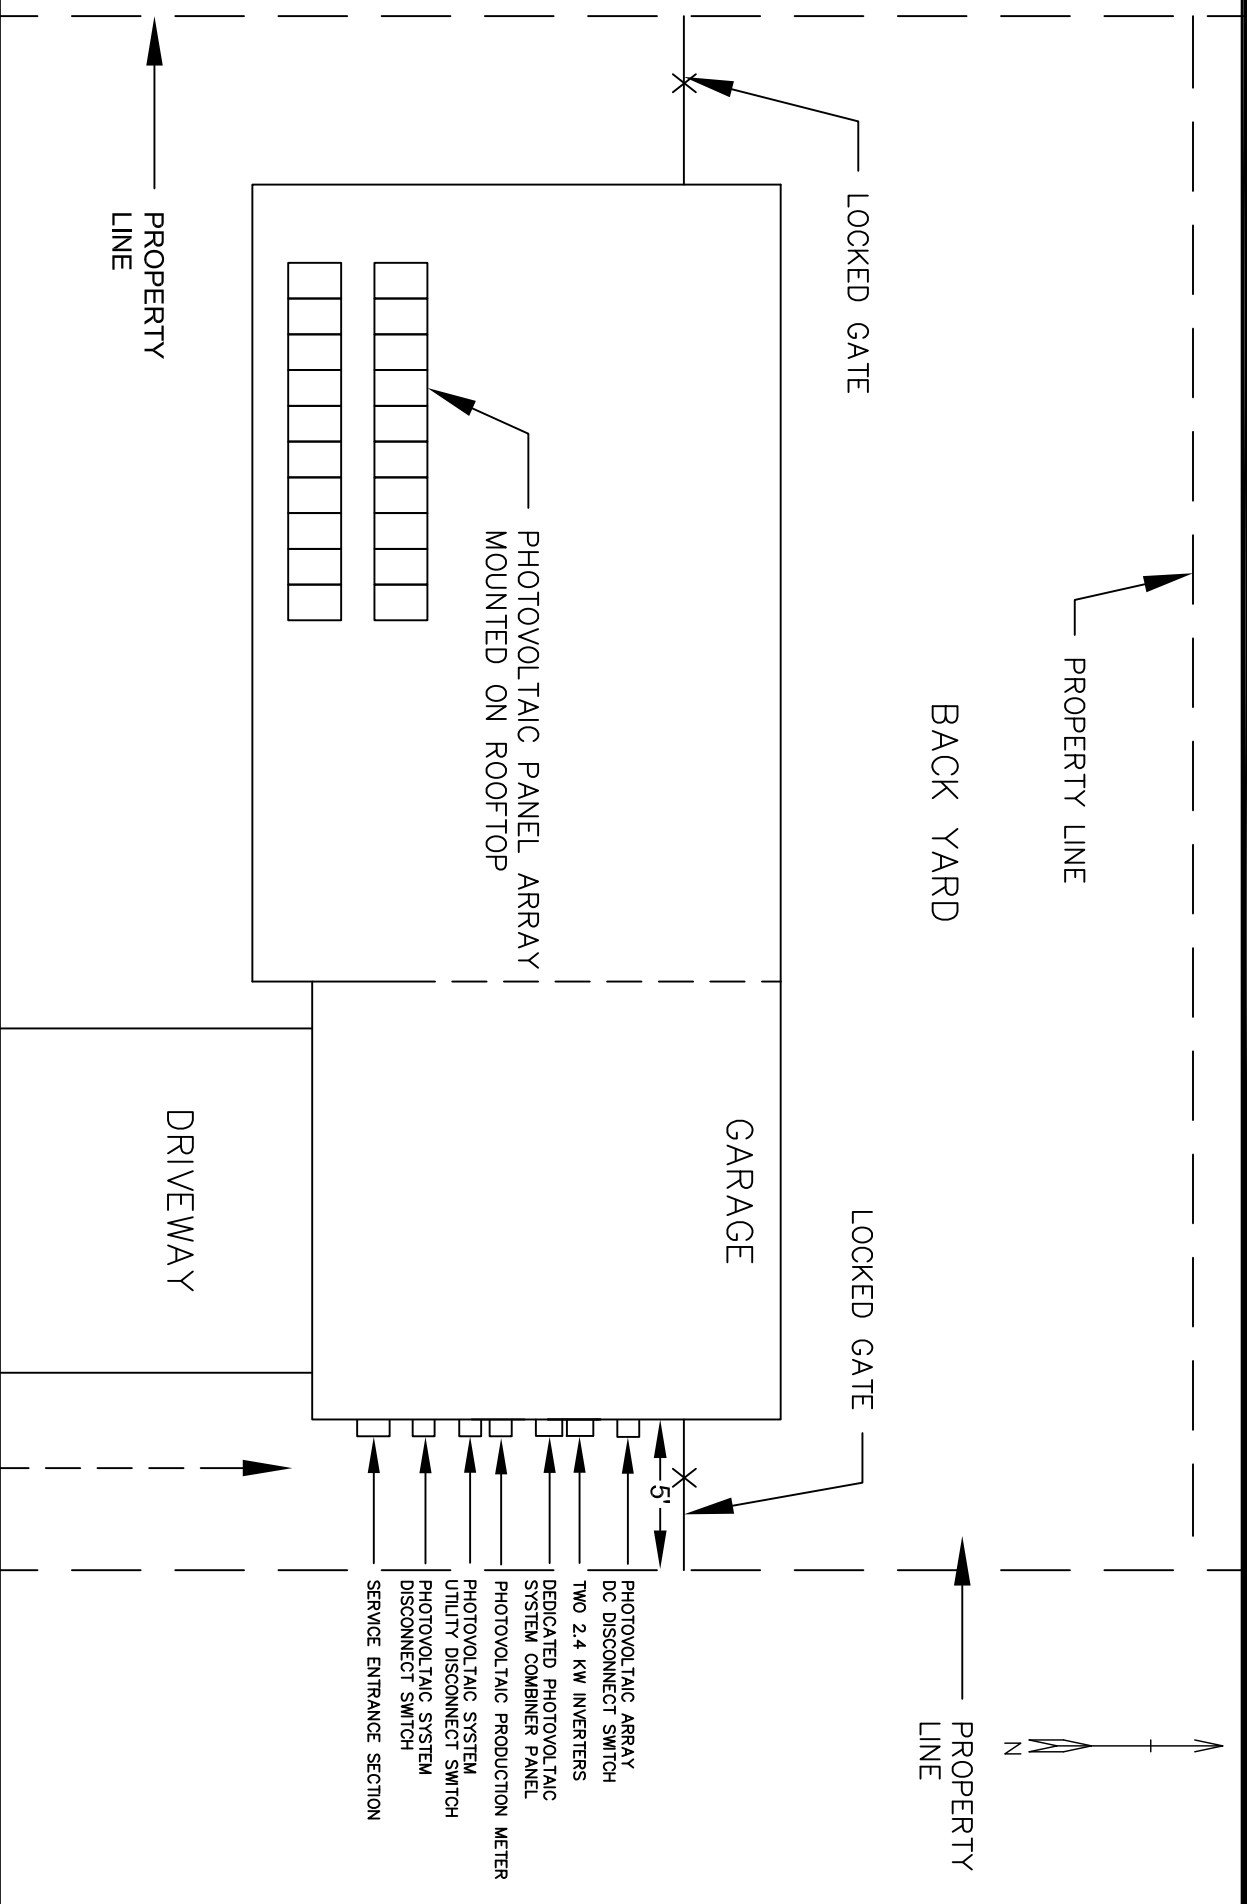 PROPERTY LINE
BACK YARD
LOCKED GATE
LOCKED GATE
PROPERTY
LINE
N
GARAGE
PHOTOVOLTAIC PANEL ARRAY
MOUNTED ON ROOFTOP
5'
PHOTOVOLTAIC ARRAY
DC DISCONNECT SWITCH
TWO 2.4 KW INVERTERS
DEDICATED PHOTOVOLTAIC
SYSTEM COMBINER PANEL
PHOTOVOLTAIC PRODUCTION METER
PHOTOVOLTAIC SYSTEM
UTILITY DISCONNECT SWITCH
PHOTOVOLTAIC SYSTEM
DISCONNECT SWITCH
SERVICE ENTRANCE SECTION
PROPERTY
LINE
DRIVEWAY